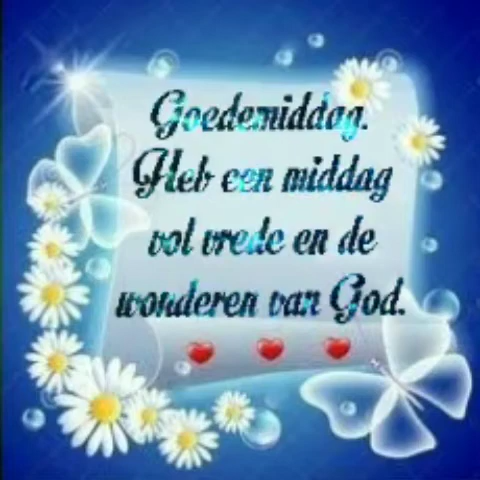 Goedemiddag.
Heb een middag
vol vrede en de
wonderen van God.